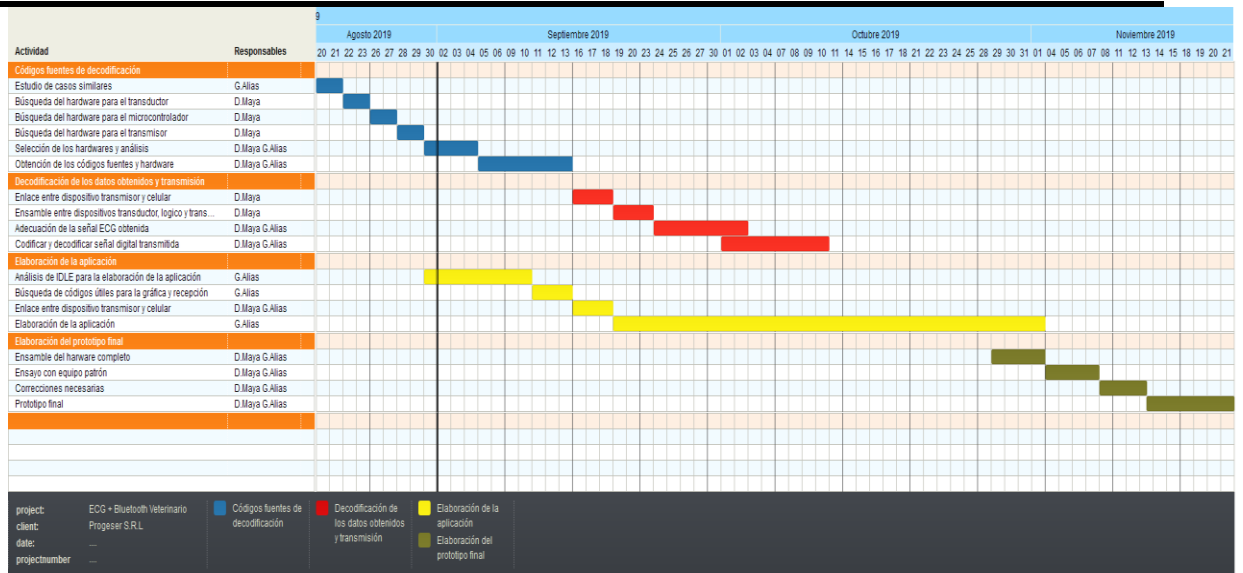 9
Agosto 2019 Septiembre 2019 Octubre 2019 Noviembre 2019
Actividad Responsables 20 21 22 23 26 27 28 29 30 02 03 04 05 06 09 10 11 12 13 16 17 18 19 20 23 24 25 26 27 30 01 02 03 04 07 08 09 10 11 14 15 16 17 18 21 22 23 24 25 28 29 30 31 01 04 05 06 07 08 11 12 13 14 15 18 19 20 21
Códigos fuentes de decodificación
Estudio de casos similares G.Alias
Búsqueda del hardware para el transductor D.Maya
Búsqueda del hardware para el microcontrolador D.Maya
Búsqueda del hardware para el transmisor D.Maya
Selección de los hardwares y análisis D.Maya G.Alias
Obtención de los códigos fuentes y hardware D.Maya G.Alias
Decodificación de los datos obtenidos y transmisión
Enlace entre dispositivo transmisor y celular D.Maya
Ensamble entre dispositivos transductor, logico y trans... D.Maya
Adecuación de la señal ECG obtenida D.Maya G.Alias
Codificar y decodificar señal digital transmitida D.Maya G.Alias
Elaboración de la aplicación
Análisis de IDLE para la elaboración de la aplicación G.Alias
Búsqueda de códigos útiles para la gráfica y recepción G.Alias
Enlace entre dispositivo transmisor y celular D.Maya G.Alias
Elaboración de la aplicación G.Alias
Elaboración del prototipo final
Ensamble del harware completo D.Maya G.Alias
Ensayo con equipo patrón D.Maya G.Alias
Correcciones necesarias D.Maya G.Alias
Prototipo final D.Maya G.Alias
project: ECG + Bluetooth Veterinario
client: Progeser S.R.L
date: ---
projectnumber ---
Códigos fuentes de
decodificación
Decodificación de
los datos obtenidos
y transmisión
Elaboración de la
aplicación
Elaboración del
prototipo final